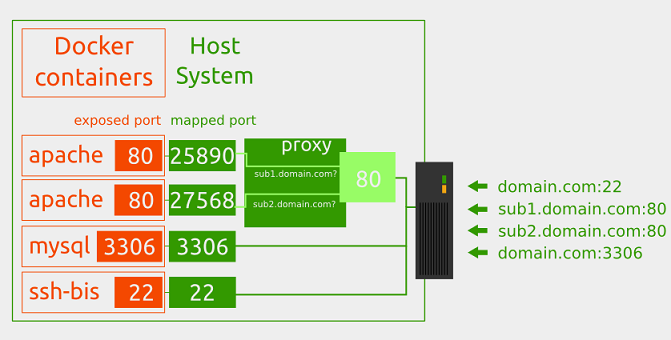 Docker
containers
Host
System
exposed port
mapped port
apache 80 25890
proxy
sub1.domain.com?
80
apache 80 27568
sub2.domain.com?
mysql 3306 3306
ssh-bis 22 22
domain.com:22
sub1.domain.com:80
sub2.domain.com:80
domain.com:3306